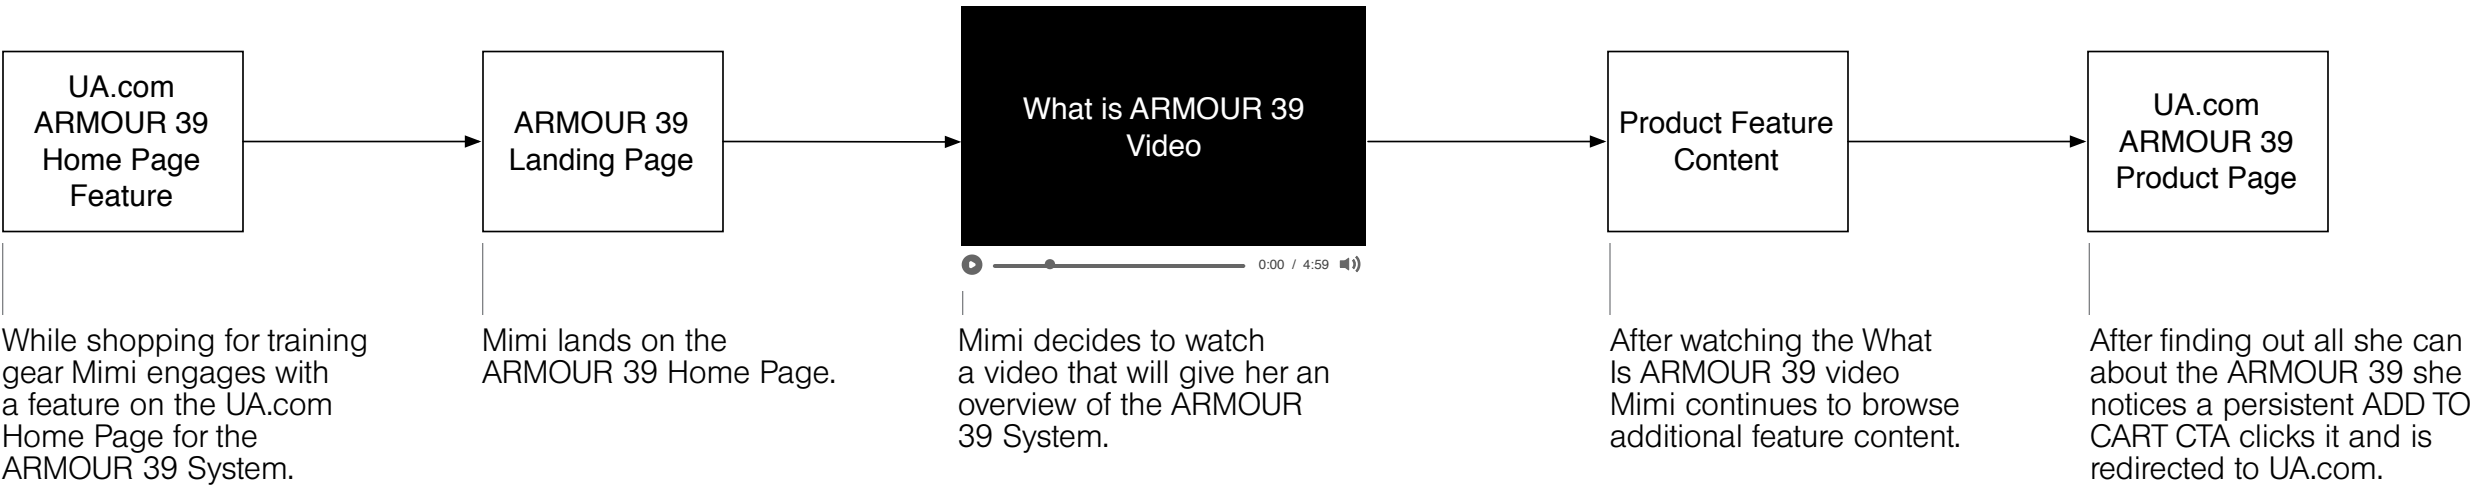 UA.com
ARMOUR 39
Home Page
Feature
ARMOUR 39
Landing Page
What is ARMOUR 39
Video
Product Feature
Content
UA.com
ARMOUR 39
Product Page
0:00 / 4:59
While shopping for training
gear Mimi engages with
a feature on the UA.com
Home Page for the
ARMOUR 39 System.
Mimi lands on the
ARMOUR 39 Home Page.
Mimi decides to watch
a video that will give her an
overview of the ARMOUR
39 System.
After watching the What
Is ARMOUR 39 video
Mimi continues to browse
additional feature content.
After finding out all she can
about the ARMOUR 39 she
notices a persistent ADD TO
CART CTA clicks it and is
redirected to UA.com.